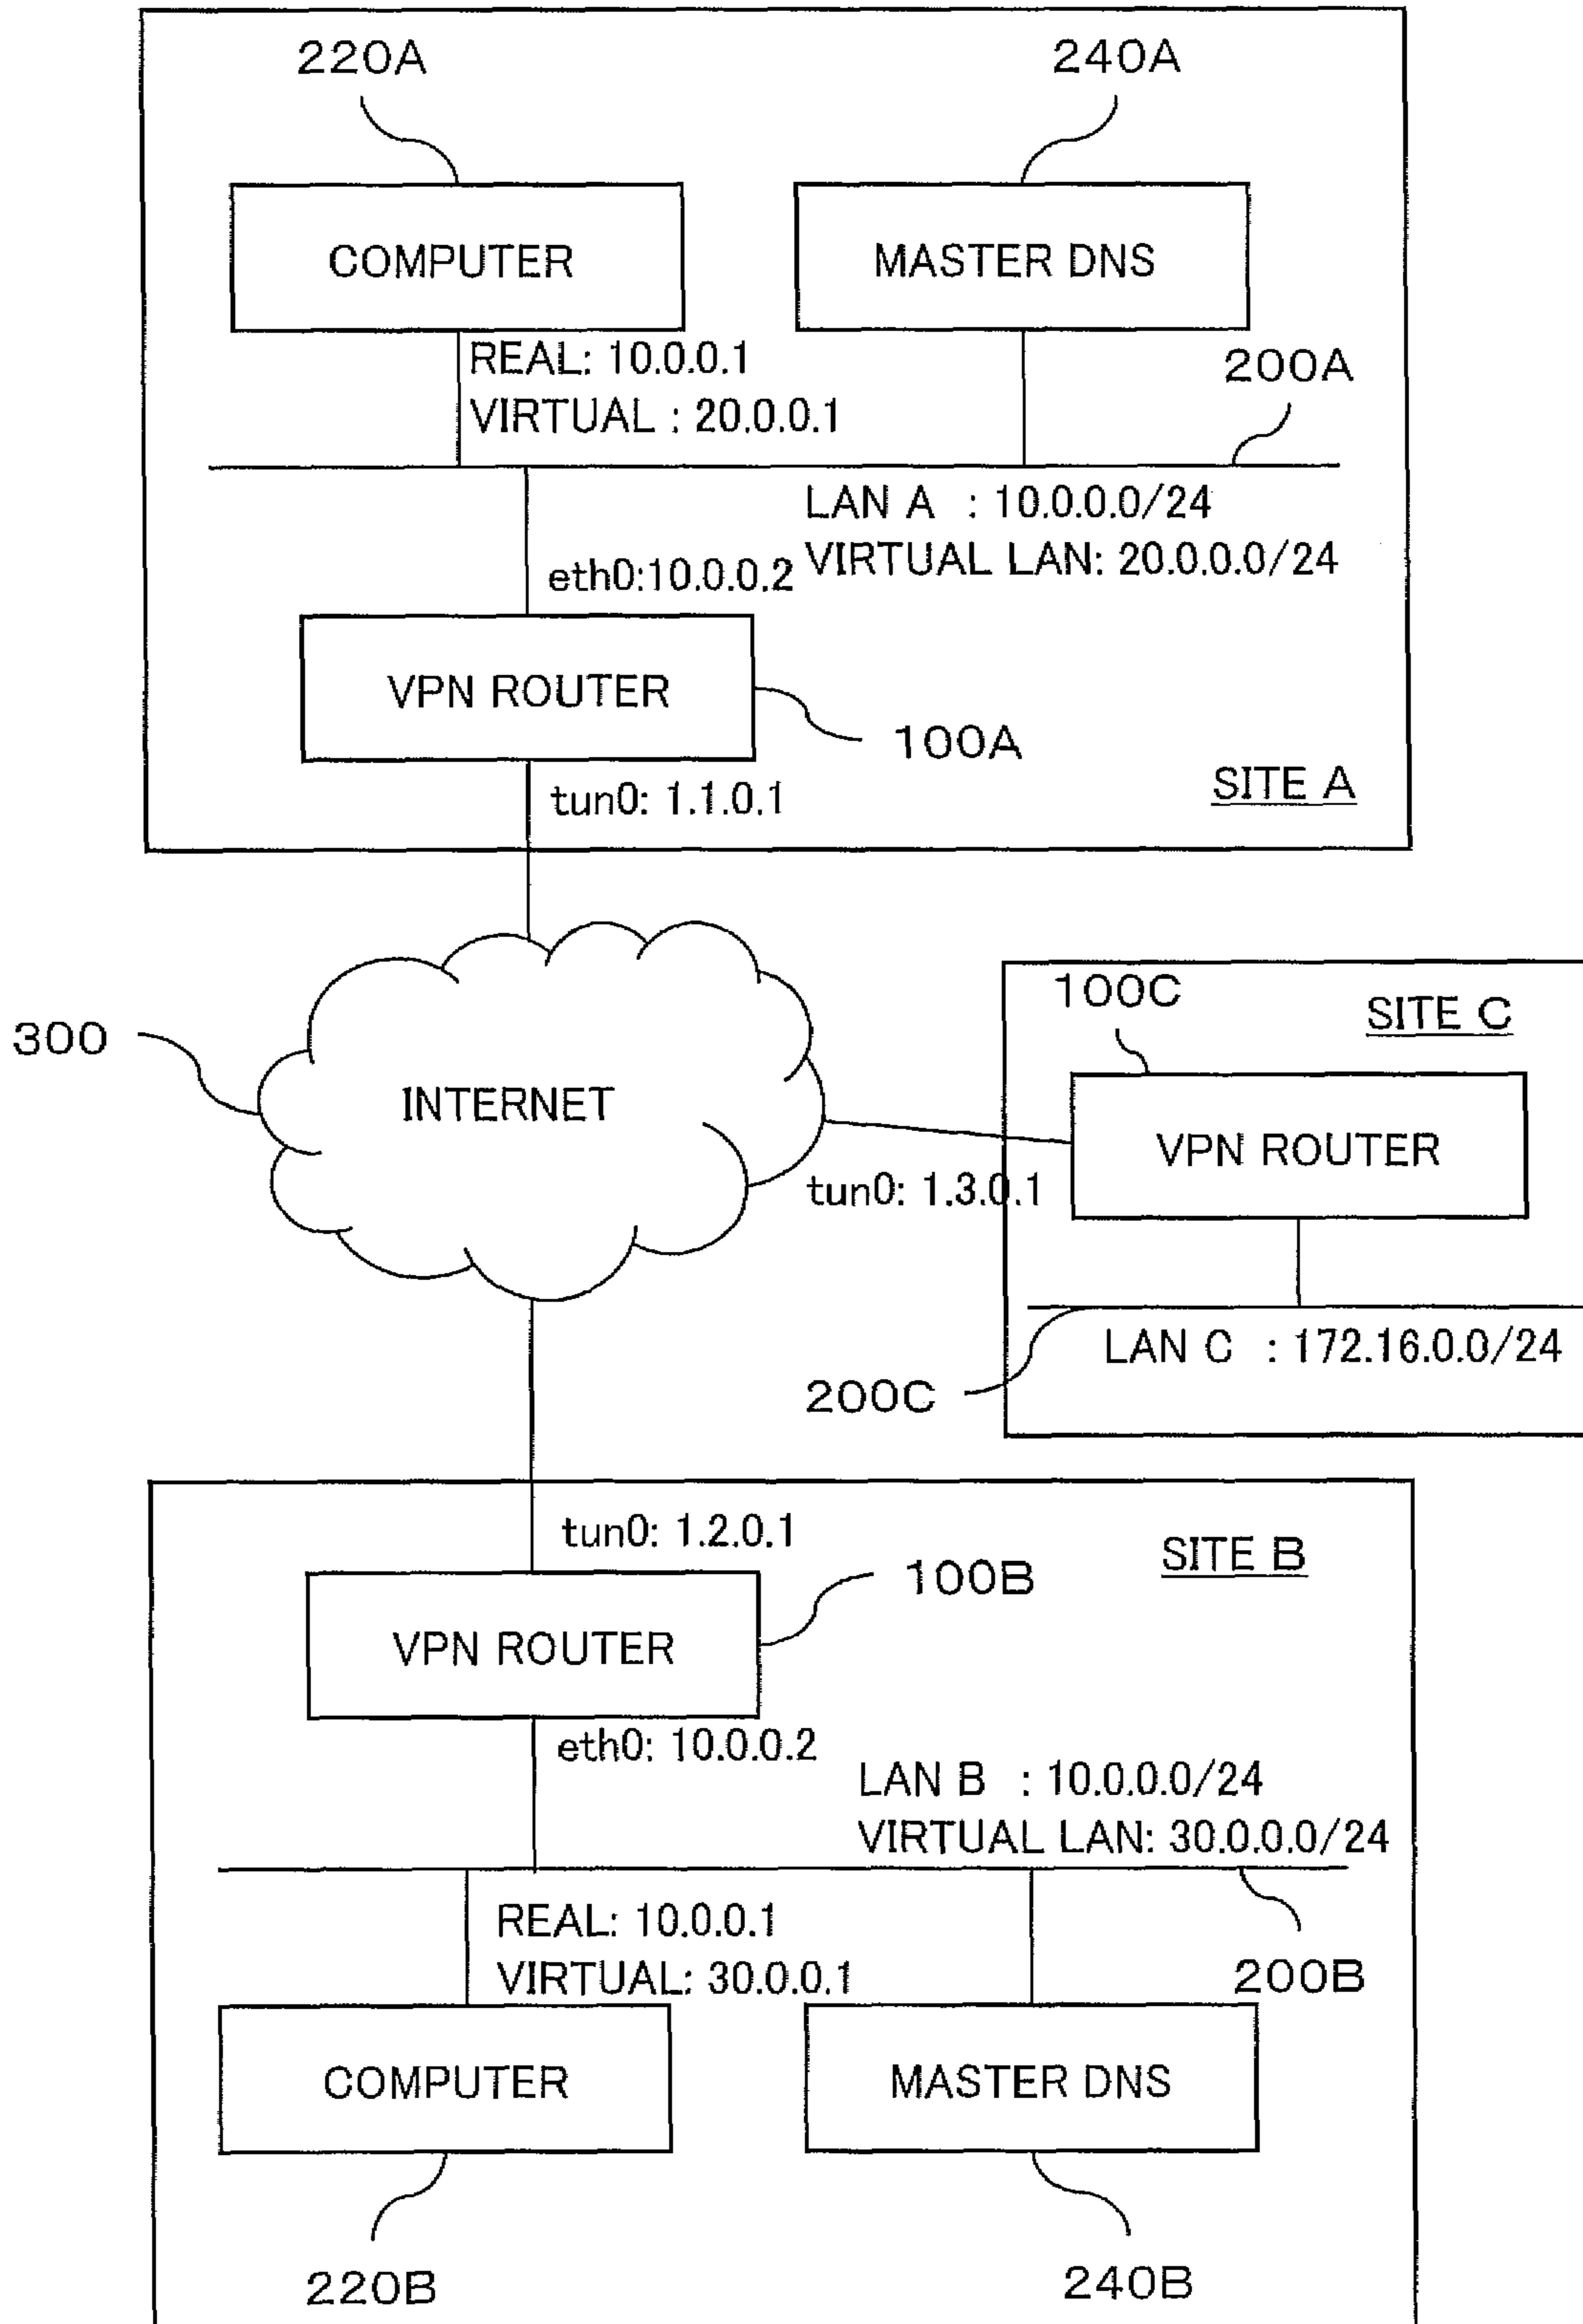 220A
240A
COMPUTER
MASTER DNS
REAL: 10.0.0.1
VIRTUAL : 20.0.0.1
200A
LAN A : 10.0.0.0/24
VIRTUAL LAN: 20.0.0.0/24
eth0:10.0.0.2
VPN ROUTER
100A
tun0: 1.1.0.1
SITE A
300
INTERNET
100C
SITE C
VPN ROUTER
tun0: 1.3.0.1
LAN C : 172.16.0.0/24
200C
tun0: 1.2.0.1
SITE B
100B
VPN ROUTER
eth0: 10.0.0.2
LAN B : 10.0.0.0/24
VIRTUAL LAN: 30.0.0.0/24
REAL: 10.0.0.1
VIRTUAL: 30.0.0.1
200B
COMPUTER
MASTER DNS
220B
240B